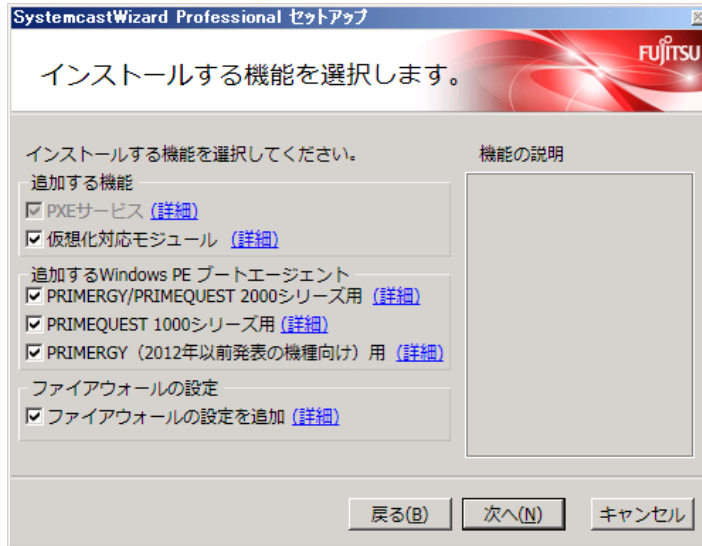 SystemcastWizard Professional セットアップ
FUJITSU
インストールする機能を選択します。
インストールする機能を選択してください。
機能の説明
追加する機能
PXEサービス (詳細)
仮想化対応モジュール (詳細)
追加するWindows PE ブートエージェント
PRIMERGY/PRIMEQUEST 2000シリーズ用 (詳細)
PRIMEQUEST 1000シリーズ用 (詳細)
PRIMERGY（2012年以前発表の機種向け）用 (詳細)
ファイアウォールの設定
ファイアウォールの設定を追加 (詳細)
戻る(B) 次へ(N) キャンセル